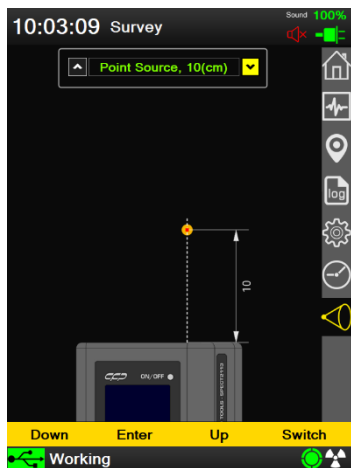 10:03:09 Survey
Sound 100%
Point Source, 10(cm)
log
10
ON/OFF
Down Enter Up Switch
Working